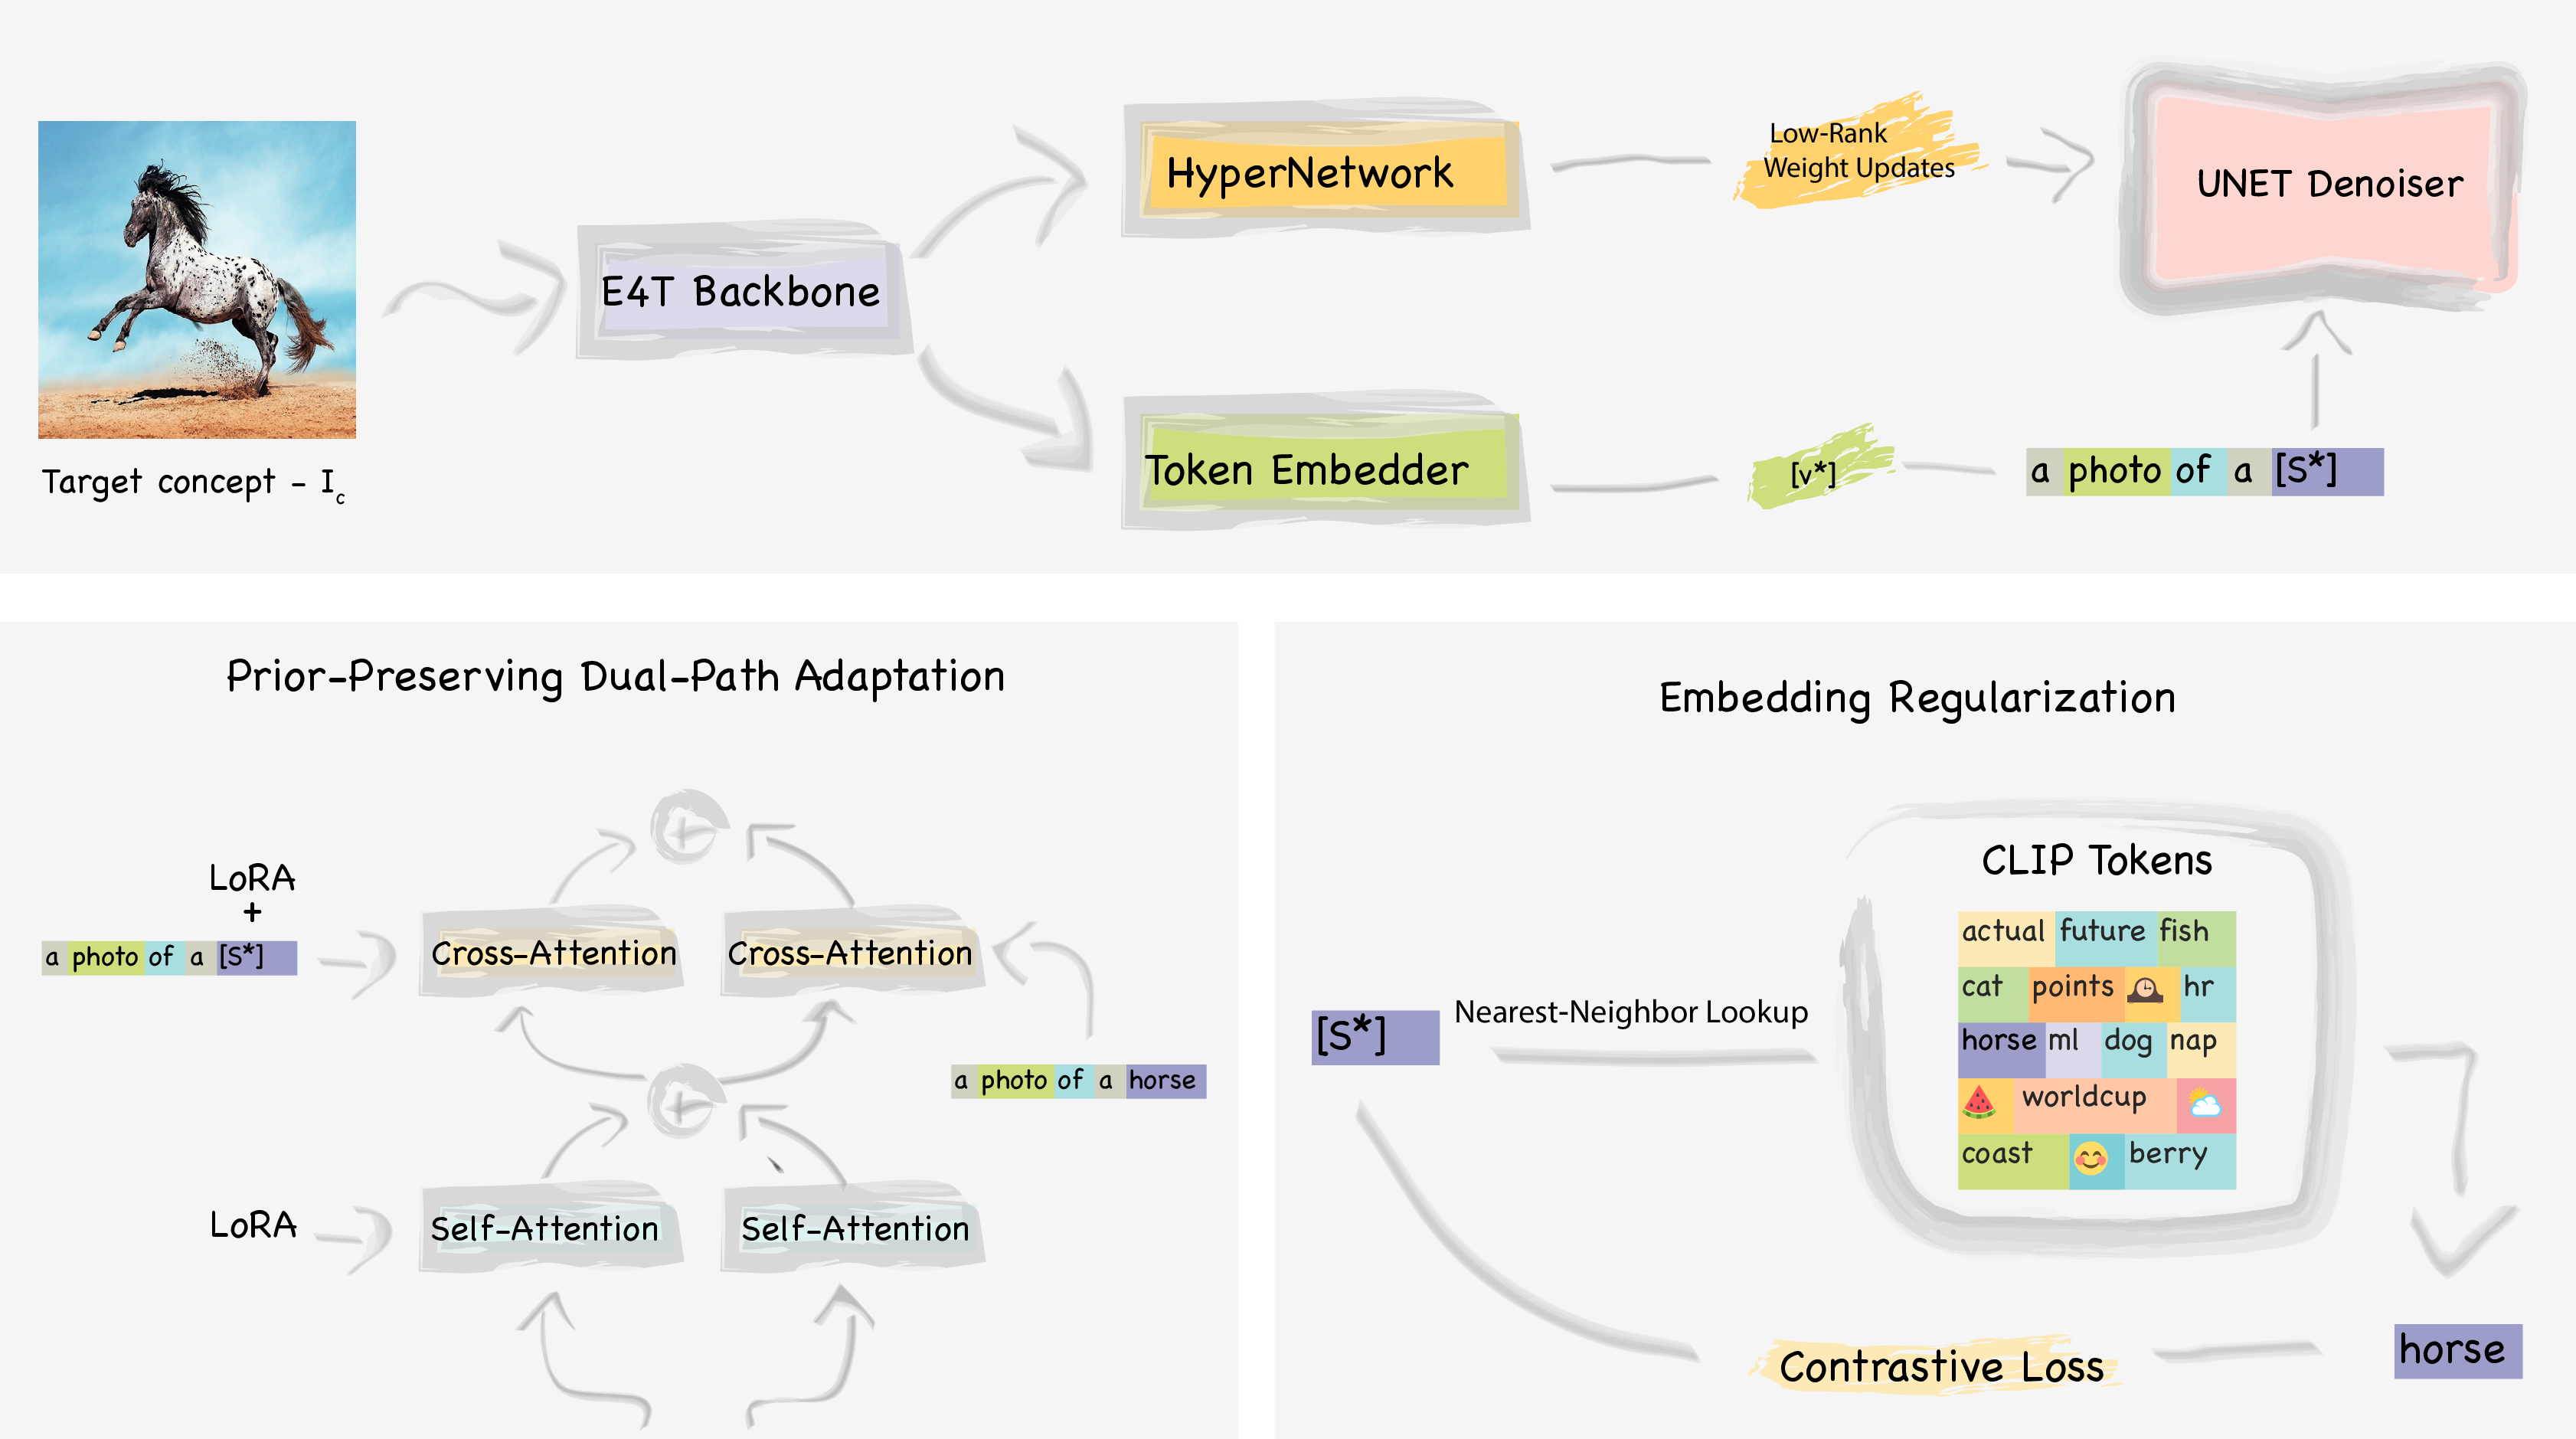 Target concept - Ic
E4T Backbone
HyperNetwork
Low-Rank
Weight Updates
UNET Denoiser
Token Embedder
[v*]
a photo of a [S*]
Prior-Preserving Dual-Path Adaptation
LoRA
+
a photo of a [S*]
Cross-Attention
Cross-Attention
a photo of a horse
LoRA
Self-Attention
Self-Attention
Embedding Regularization
[S*]
Nearest-Neighbor Lookup
CLIP Tokens
actual future fish
cat points hr
horse ml dog nap
worldcup
coast berry
Contrastive Loss
horse